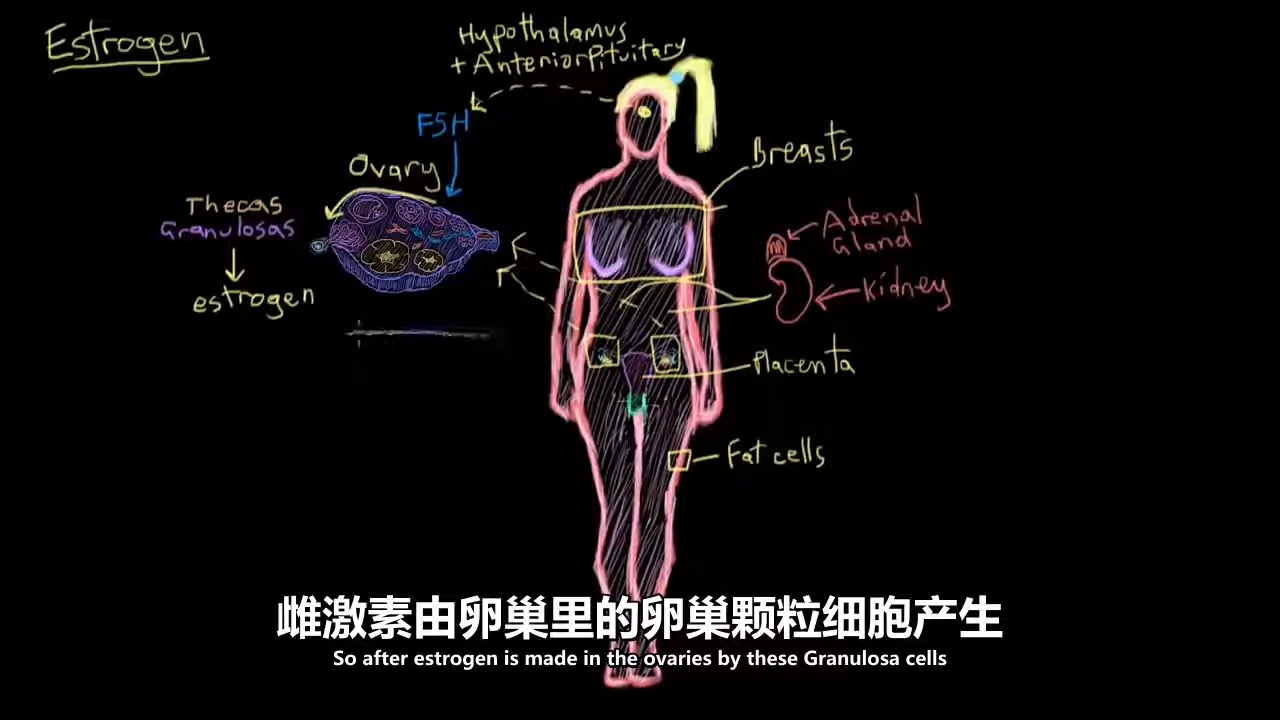 Estrogen
Hypothalamus
+ Anterior Pituitary
FSH
Ovary
Thecas
Granulosas
estrogen
Breasts
Adrenal
Gland
Kidney
Placenta
Fat cells
雌激素由卵巢里的卵巢颗粒细胞产生
So after estrogen is made in the ovaries by these Granulosa cells